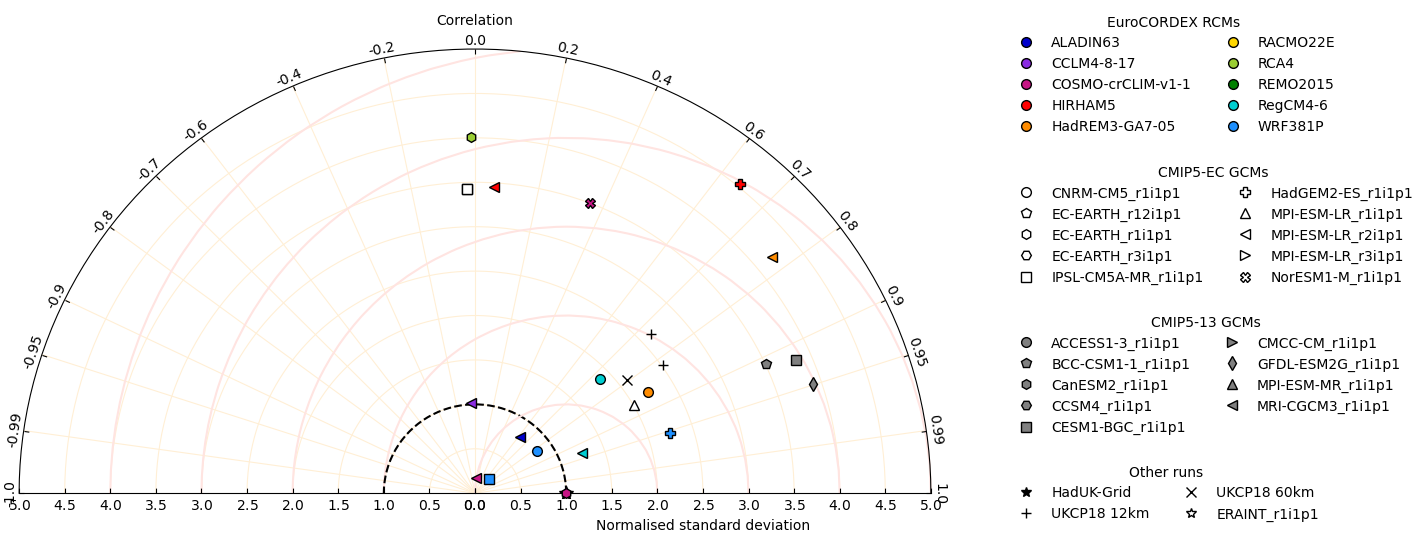 Correlation
0.0
-0.2
0.2
-0.4
0.4
-0.6
0.6
-0.7
0.7
-0.8
0.8
-0.9
0.9
-0.95
0.95
-0.99
0.99
-1.0
1.0
5.0 4.5 4.0 3.5 3.0 2.5 2.0 1.5 1.0 0.5 0.0 0.5 1.0 1.5 2.0 2.5 3.0 3.5 4.0 4.5 5.0
Normalised standard deviation
EuroCORDEX RCMs
ALADIN63
CCLM4-8-17
COSMO-crCLIM-v1-1
HIRHAM5
HadREM3-GA7-05
RACMO22E
RCA4
REMO2015
RegCM4-6
WRF381P
CMIP5-EC GCMs
CNRM-CM5_r1i1p1
EC-EARTH_r12i1p1
EC-EARTH_r1i1p1
EC-EARTH_r3i1p1
IPSL-CM5A-MR_r1i1p1
HadGEM2-ES_r1i1p1
MPI-ESM-LR_r1i1p1
MPI-ESM-LR_r2i1p1
MPI-ESM-LR_r3i1p1
NorESM1-M_r1i1p1
CMIP5-13 GCMs
ACCESS1-3_r1i1p1
BCC-CSM1-1_r1i1p1
CanESM2_r1i1p1
CCSM4_r1i1p1
CESM1-BGC_r1i1p1
CMCC-CM_r1i1p1
GFDL-ESM2G_r1i1p1
MPI-ESM-MR_r1i1p1
MRI-CGCM3_r1i1p1
Other runs
HadUK-Grid
UKCP18 12km
UKCP18 60km
ERAINT_r1i1p1